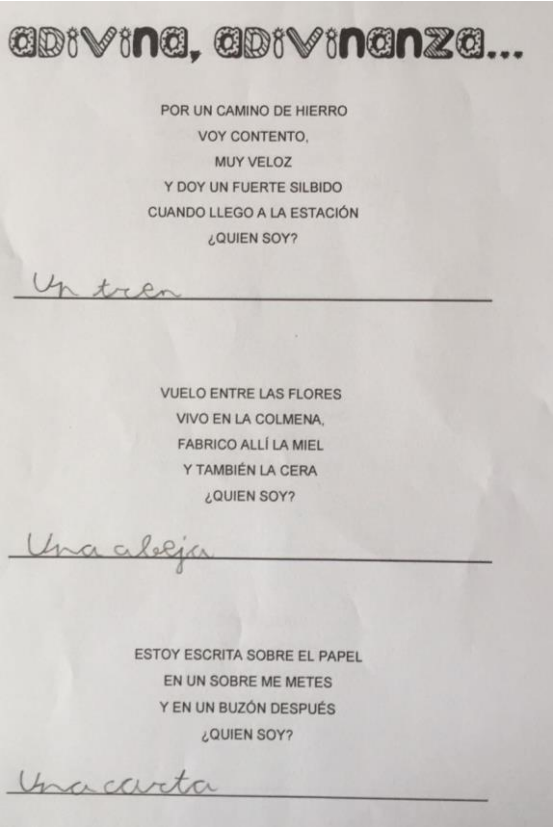 aDiVina, aDiVinanza...
POR UN CAMINO DE HIERRO
VOY CONTENTO,
MUY VELOZ
Y DOY UN FUERTE SILBIDO
CUANDO LLEGO A LA ESTACIÓN
¿QUIEN SOY?
Un tren
VUELO ENTRE LAS FLORES
VIVO EN LA COLMENA,
FABRICO ALLÍ LA MIEL
Y TAMBIÉN LA CERA
¿QUIEN SOY?
Una abeja
ESTOY ESCRITA SOBRE EL PAPEL
EN UN SOBRE ME METES
Y EN UN BUZÓN DESPUÉS
¿QUIEN SOY?
Una carta